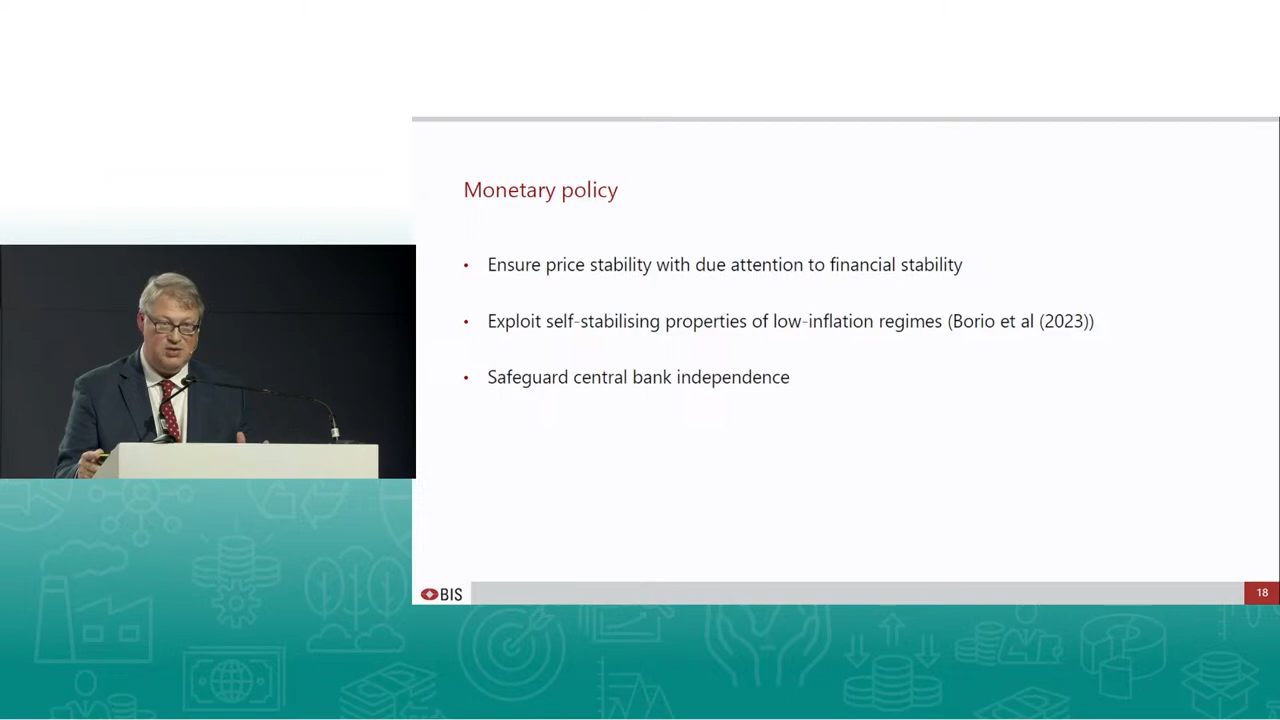 Monetary policy
• Ensure price stability with due attention to financial stability
• Exploit self-stabilising properties of low-inflation regimes (Borio et al (2023))
• Safeguard central bank independence
BIS
18